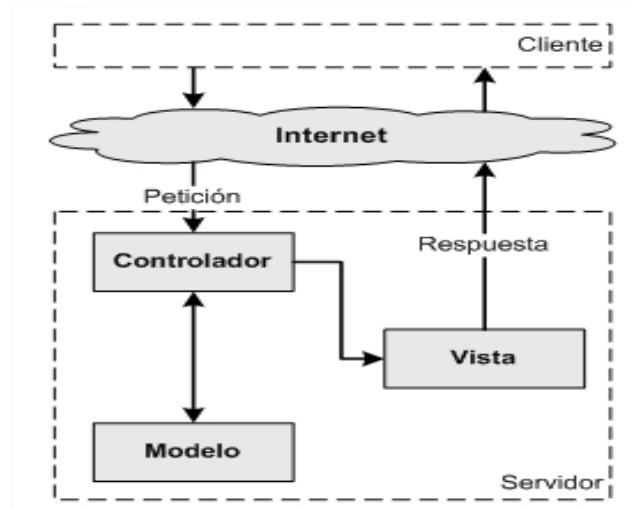 Cliente
Internet
Petición
Controlador
Respuesta
Vista
Modelo
Servidor